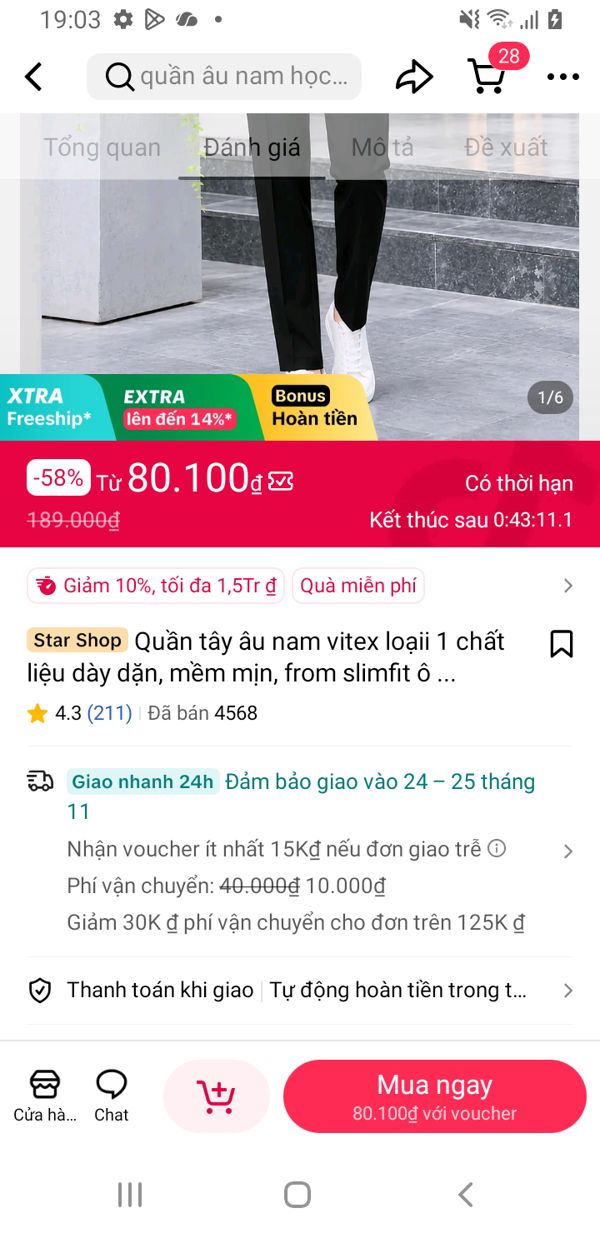 19:03
quần âu nam học...
28
Tổng quan
Đánh giá
Mô tả
Đề xuất
XTRA
Freeship*
EXTRA
lên đến 14%*
Bonus
Hoàn tiền
1/6
-58% Từ 80.100₫
Có thời hạn
189.000₫
Kết thúc sau 0:43:11.1
Giảm 10%, tối đa 1,5Tr ₫
Quà miễn phí
Star Shop Quần tây âu nam vitex loạii 1 chất
liệu dày dặn, mềm mịn, from slimfit ô ...
4.3 (211) Đã bán 4568
Giao nhanh 24h Đảm bảo giao vào 24 – 25 tháng
11
Nhận voucher ít nhất 15K₫ nếu đơn giao trễ
Phí vận chuyển: 40.000₫ 10.000₫
Giảm 30K ₫ phí vận chuyển cho đơn trên 125K ₫
Thanh toán khi giao | Tự động hoàn tiền trong t...
Cửa hà...
Chat
Mua ngay
80.100₫ với voucher